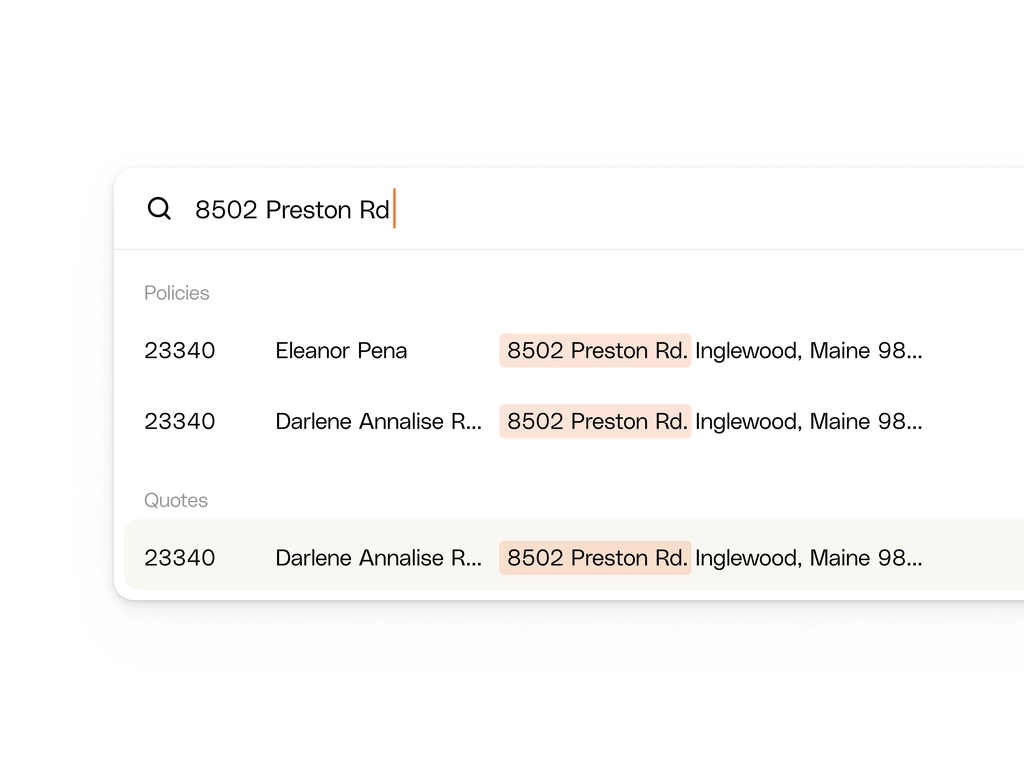 8502 Preston Rd
Policies
23340 Eleanor Pena 8502 Preston Rd. Inglewood, Maine 98...
23340 Darlene Annalise R... 8502 Preston Rd. Inglewood, Maine 98...
Quotes
23340 Darlene Annalise R... 8502 Preston Rd. Inglewood, Maine 98...